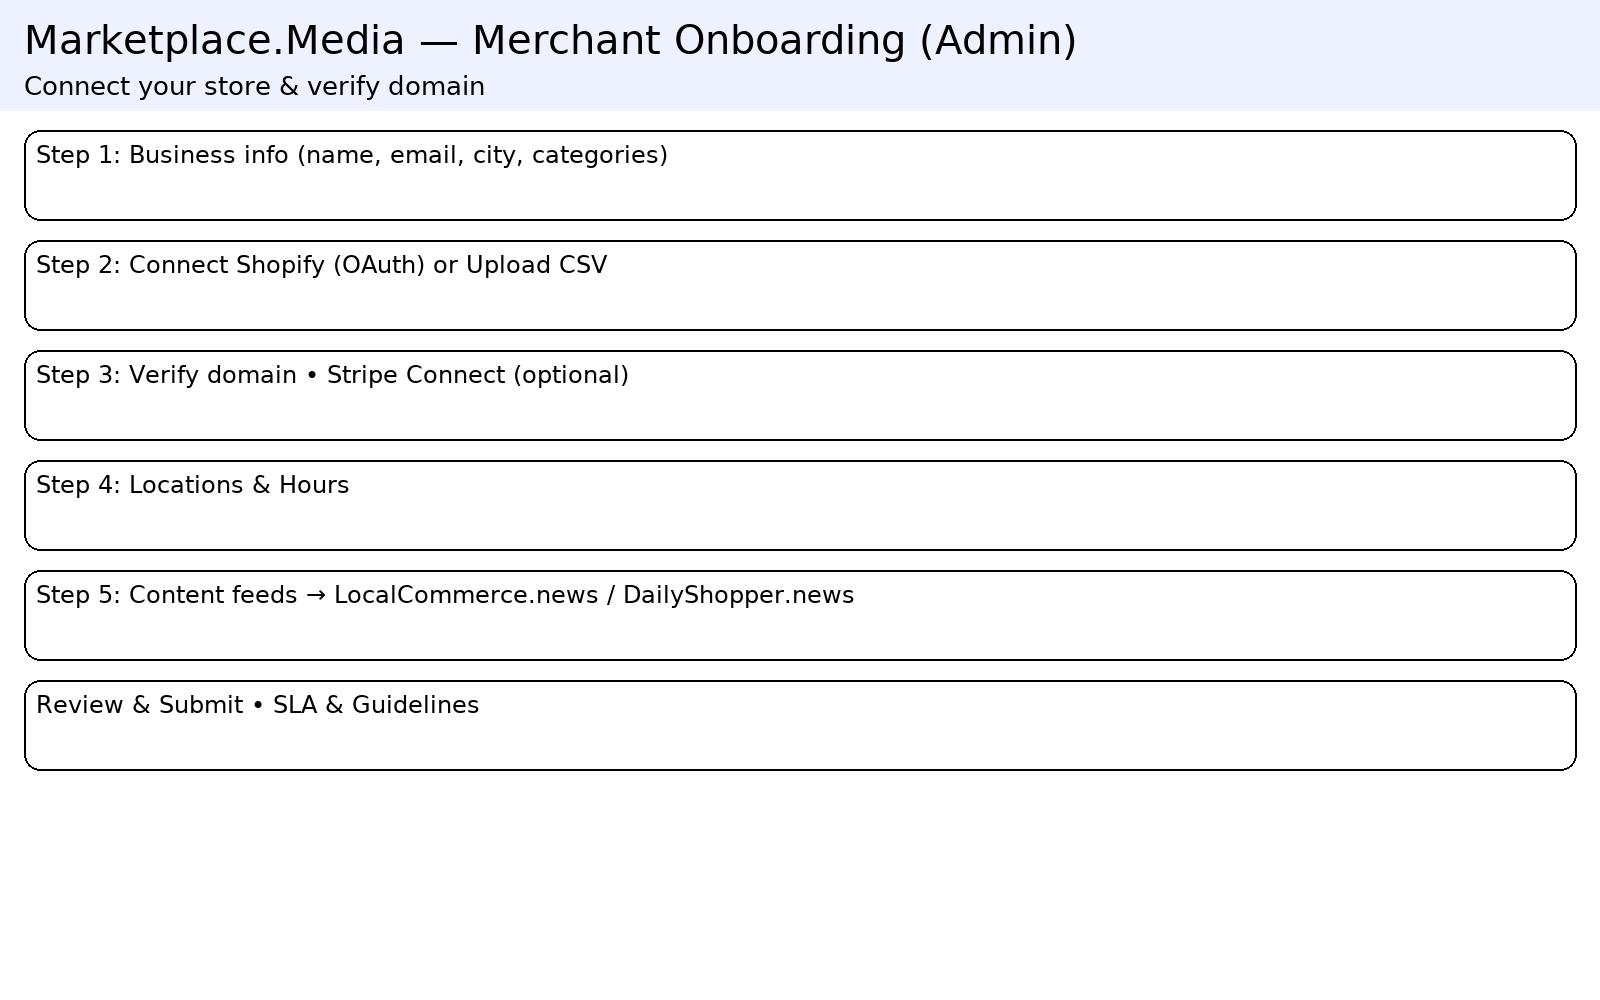 Marketplace.Media — Merchant Onboarding (Admin)
Connect your store & verify domain
Step 1: Business info (name, email, city, categories)
Step 2: Connect Shopify (OAuth) or Upload CSV
Step 3: Verify domain • Stripe Connect (optional)
Step 4: Locations & Hours
Step 5: Content feeds → LocalCommerce.news / DailyShopper.news
Review & Submit • SLA & Guidelines